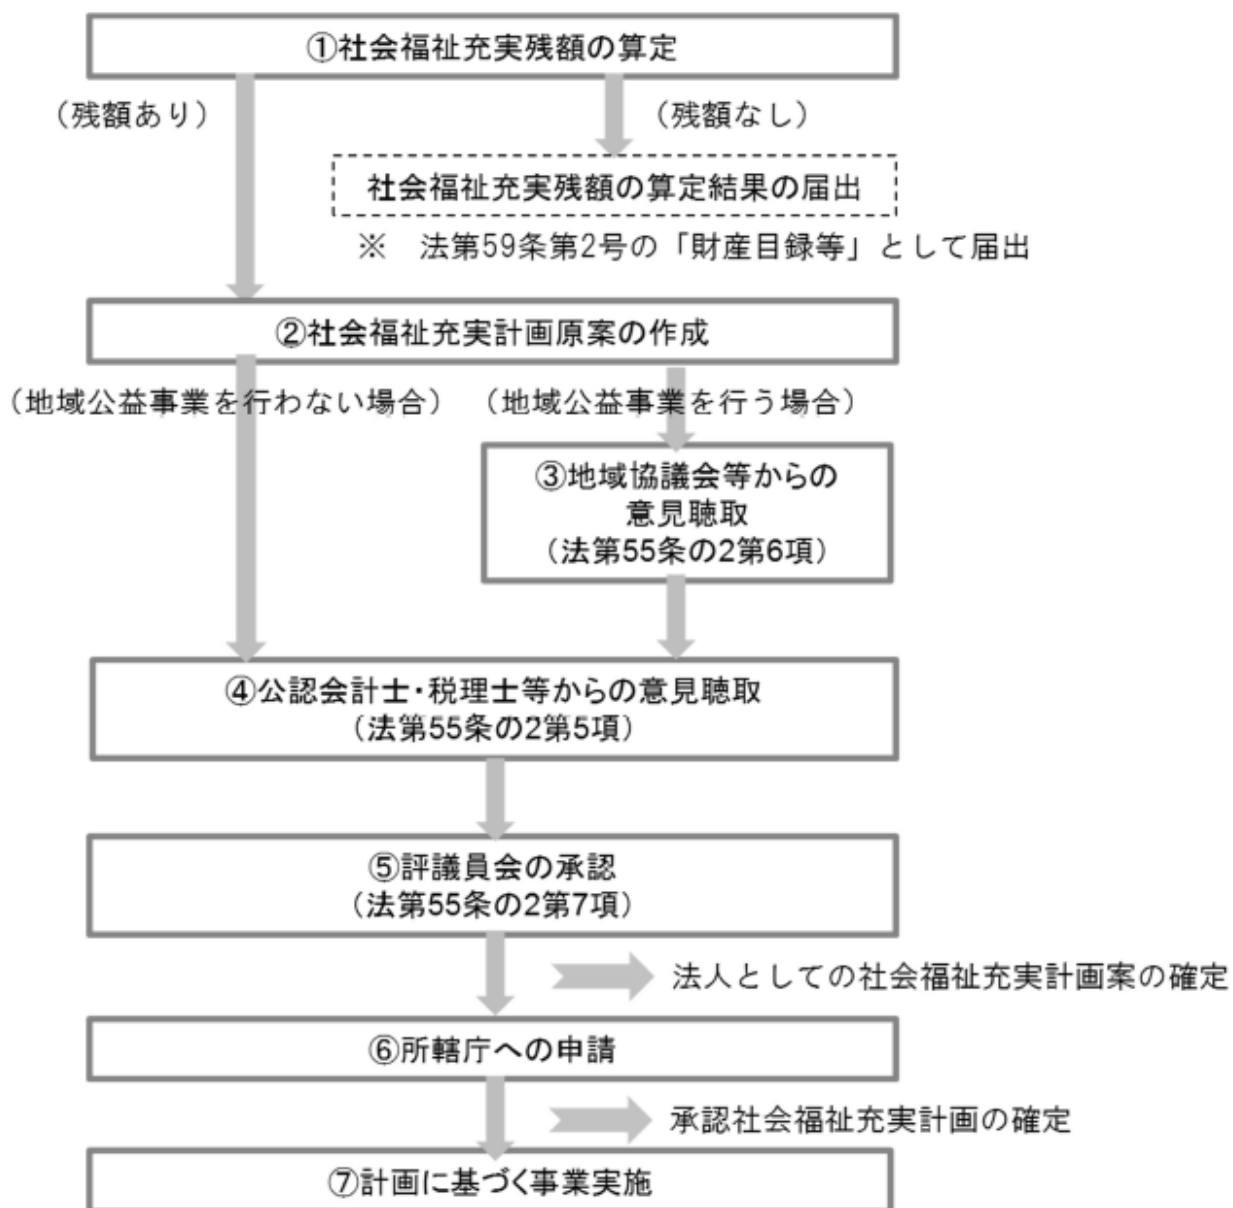 ①社会福祉充実残額の算定
（残額あり）
（残額なし）
社会福祉充実残額の算定結果の届出
※　法第59条第2号の「財産目録等」として届出
②社会福祉充実計画原案の作成
（地域公益事業を行わない場合）
（地域公益事業を行う場合）
③地域協議会等からの
意見聴取
（法第55条の2第6項）
④公認会計士・税理士等からの意見聴取
（法第55条の2第5項）
⑤評議員会の承認
（法第55条の2第7項）
法人としての社会福祉充実計画案の確定
⑥所轄庁への申請
承認社会福祉充実計画の確定
⑦計画に基づく事業実施